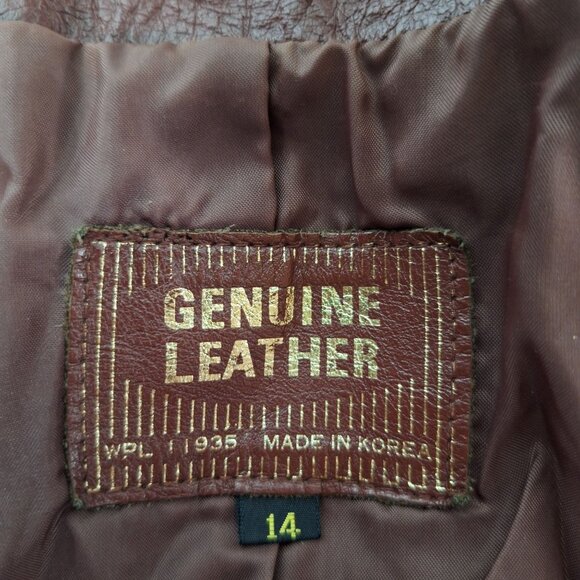 GENUINE
LEATHER
WPL 11935 MADE IN KOREA
14